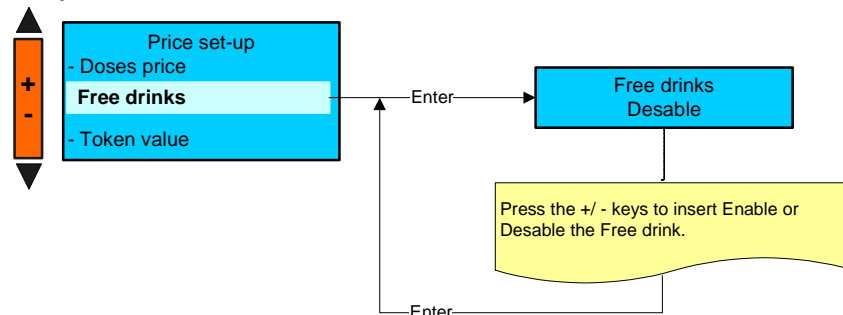 Price set-up
- Doses price
+
Free drinks
-
- Token value
Enter
Free drinks
Desable
Press the +/ - keys to insert Enable or
Desable the Free drink.
Enter